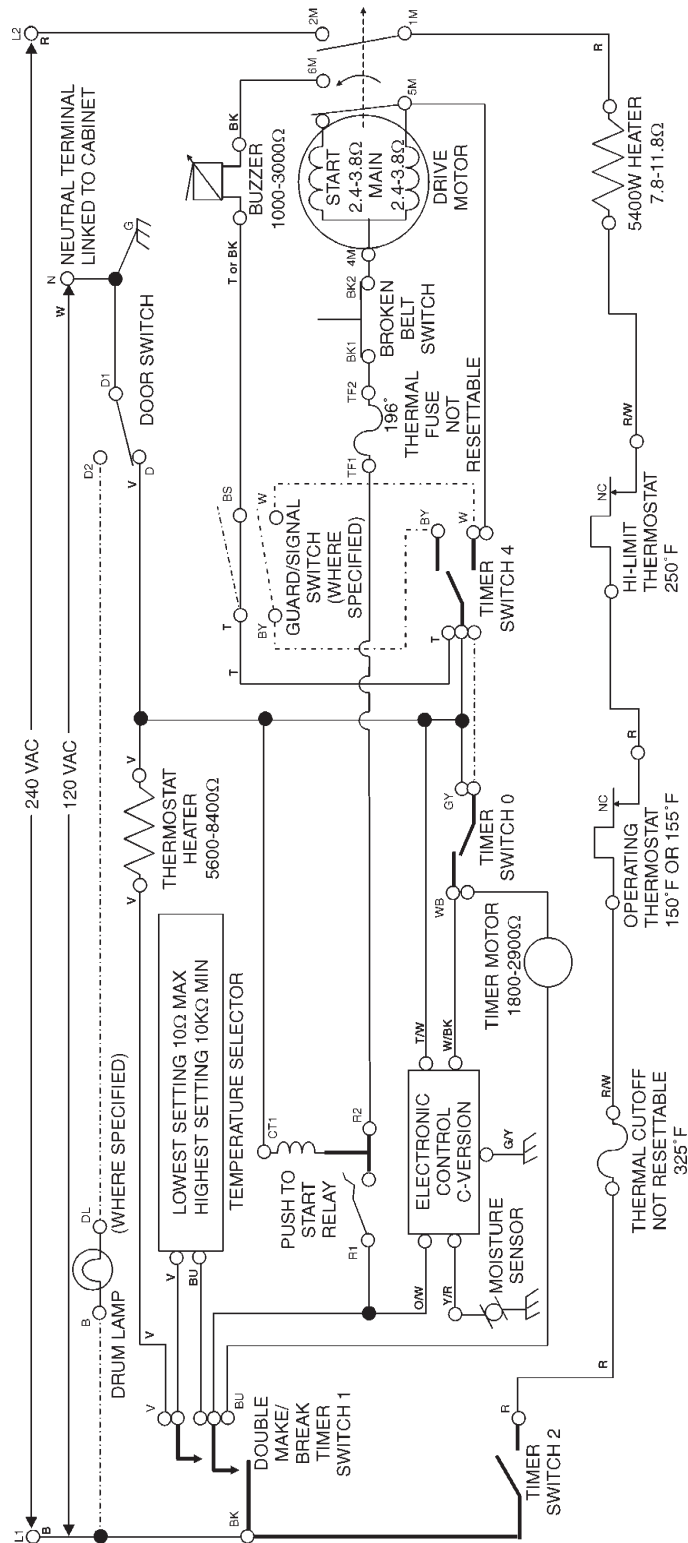 L1
B
240 VAC
L2
R
120 VAC
N
W
NEUTRAL TERMINAL
LINKED TO CABINET
G
B
DL
DRUM LAMP
(WHERE SPECIFIED)
D2
D1
D
V
DOOR SWITCH
V
V
V
THERMOSTAT
HEATER
5600-8400Ω
LOWEST SETTING 10Ω MAX
HIGHEST SETTING 10KΩ MIN
TEMPERATURE SELECTOR
V
BU
V
BU
BK
DOUBLE
MAKE/
BREAK
TIMER
SWITCH 1
T
T
BS
T or BK
BUZZER
1000-3000Ω
BK
6M
2M
1M
5M
BY
W
GUARD/SIGNAL
SWITCH
(WHERE
SPECIFIED)
CT1
PUSH TO
START
RELAY
R1
R2
TF1
TF2
196°
THERMAL
FUSE
NOT
RESETTABLE
BK1
BK2
BROKEN
BELT
SWITCH
4M
START
2.4-3.8Ω
MAIN
2.4-3.8Ω
DRIVE
MOTOR
T
BY
W
TIMER
SWITCH 4
GY
WB
TIMER
SWITCH 0
O/W
Y/R
ELECTRONIC
CONTROL
C-VERSION
T/W
W/BK
G/Y
MOISTURE
SENSOR
TIMER MOTOR
1800-2900Ω
TIMER
SWITCH 2
R
R
THERMAL CUTOFF
NOT RESETTABLE
325°F
R/W
NC
OPERATING
THERMOSTAT
150°F OR 155°F
R
NC
HI-LIMIT
THERMOSTAT
250°F
R/W
5400W HEATER
7.8-11.8Ω
R